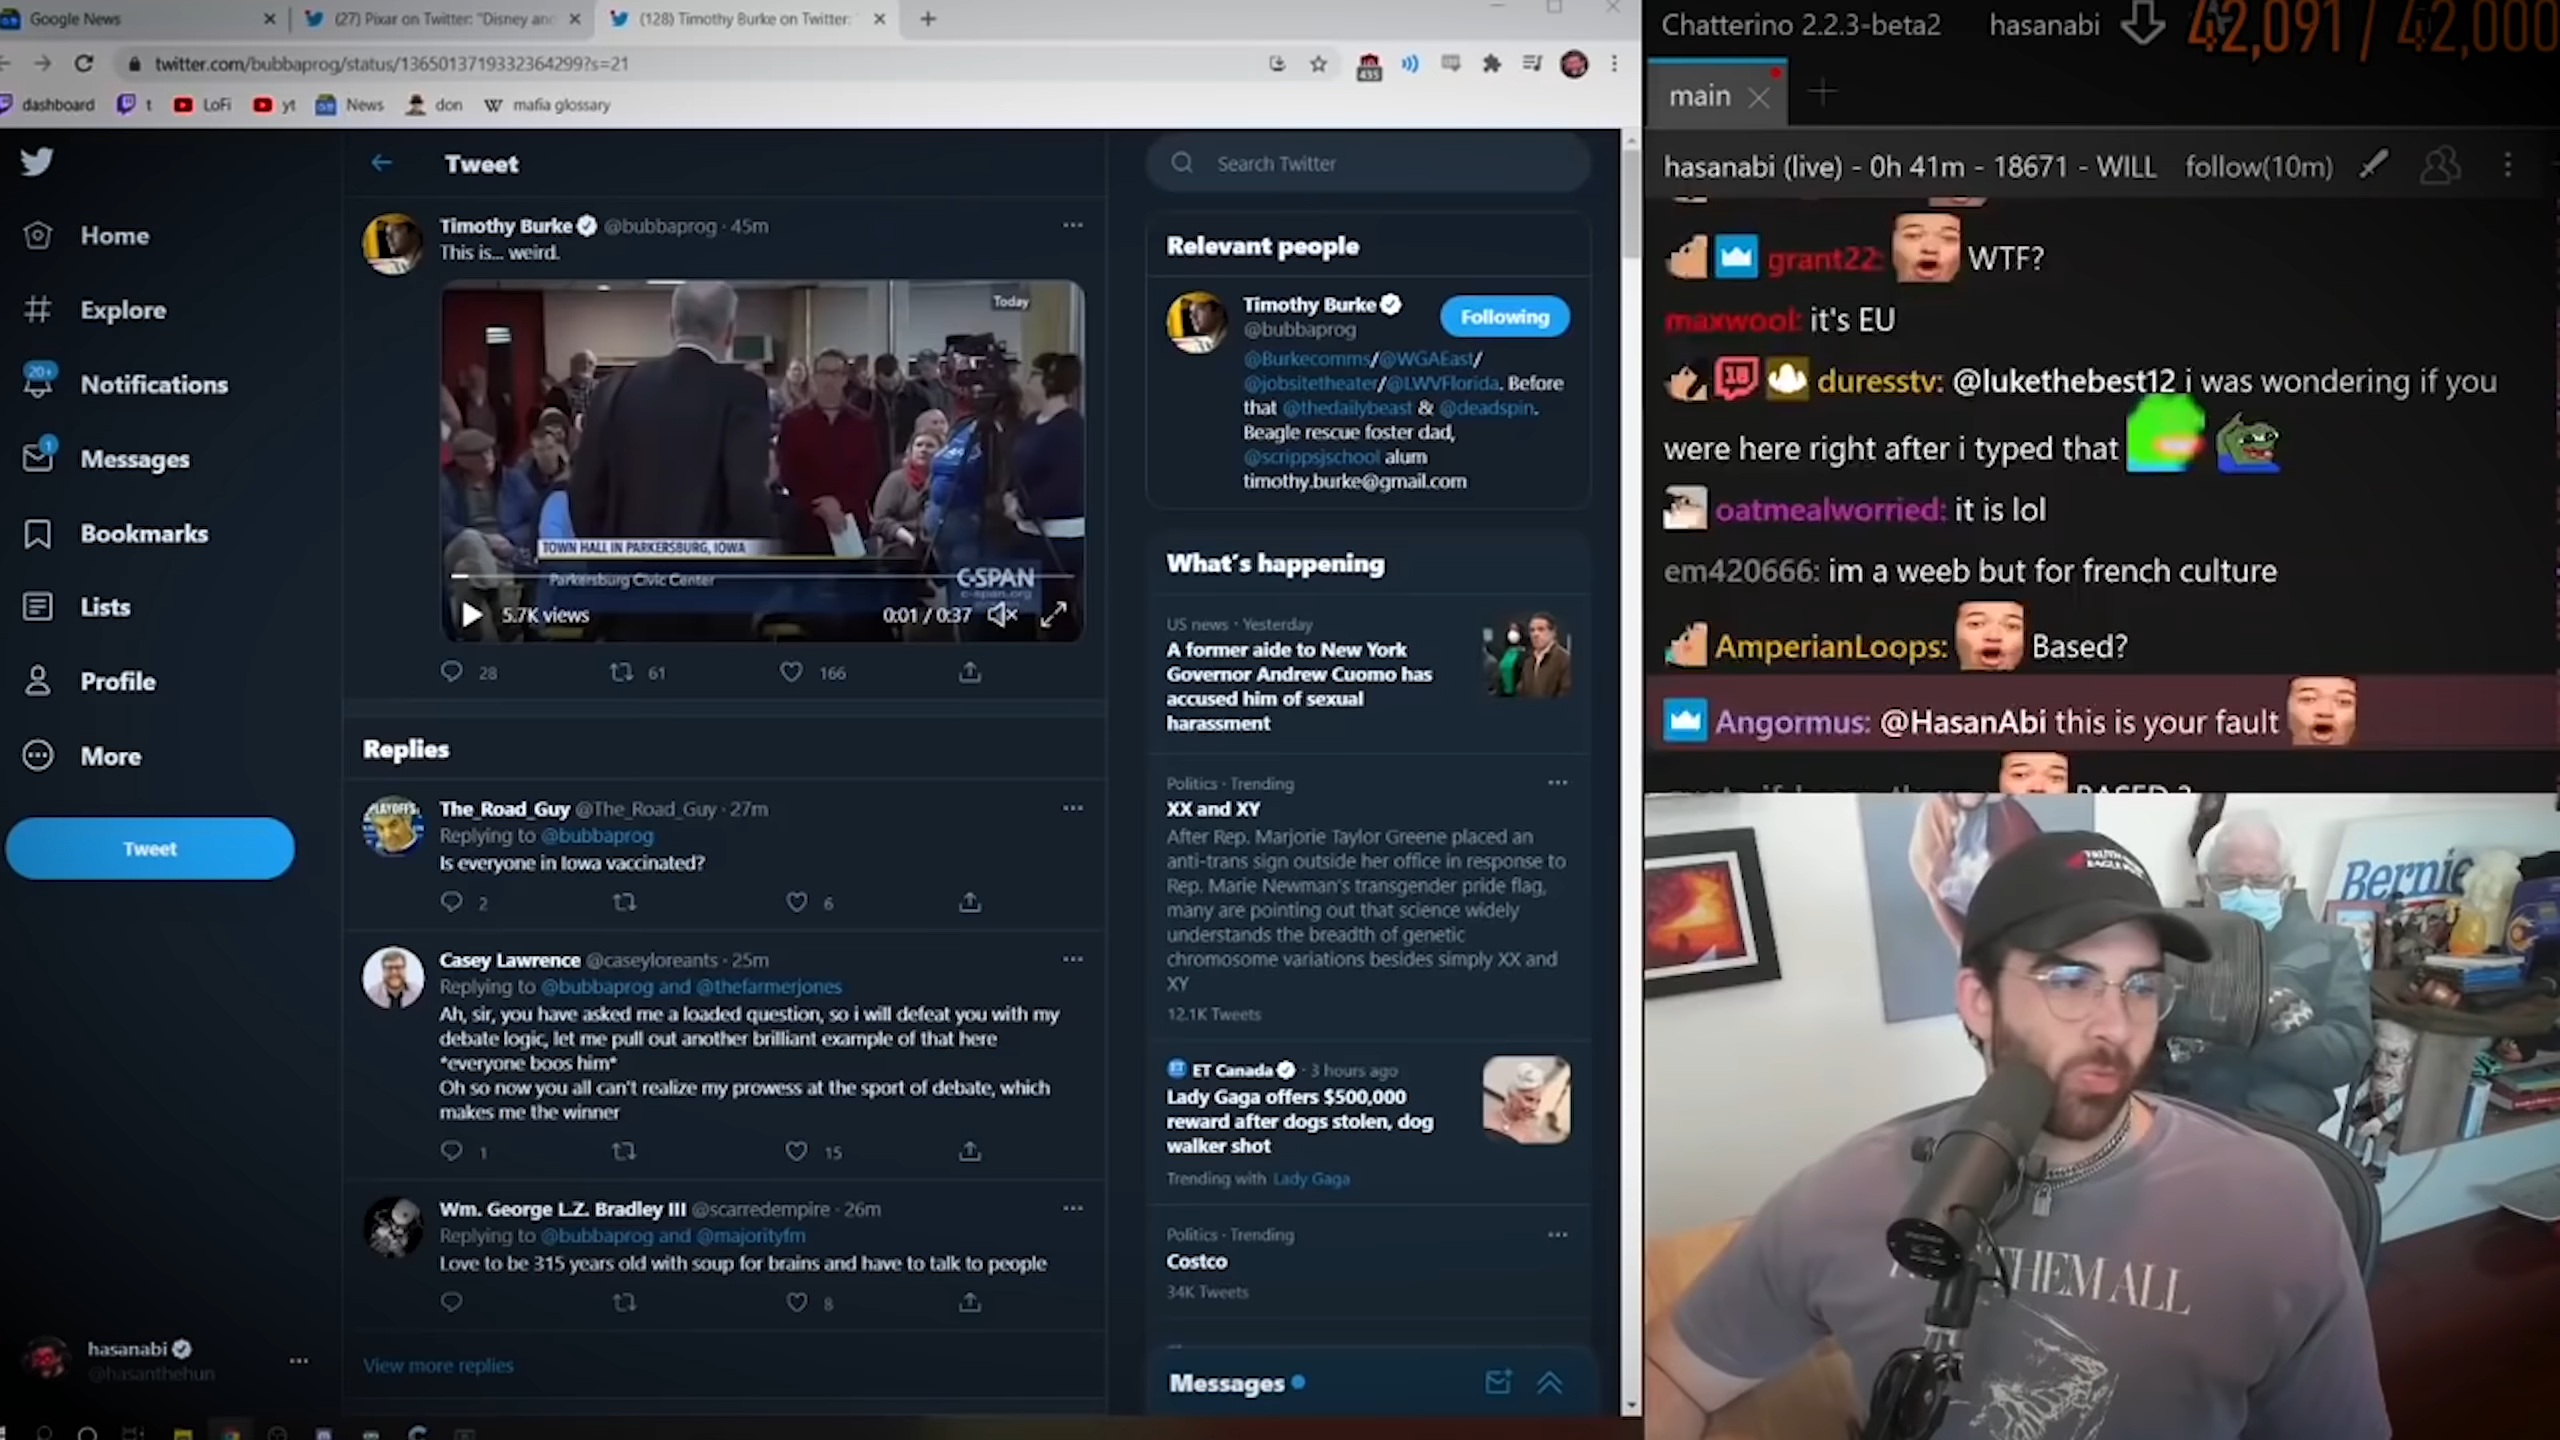 Google News
(27) Pixar on Twitter: "Disney and
(128) Timothy Burke on Twitter:
twitter.com/bubbaprog/status/1365013719332364299?s=21
435
dashboard
t
LoFi
yt
News
don
mafia glossary
Home
Explore
20+
Notifications
1
Messages
Bookmarks
Lists
Profile
More
Tweet
hasanabi
@hasanthehun
Tweet
Timothy Burke @bubbaprog · 45m
This is... weird.
Today
TOWN HALL IN PARKERSBURG, IOWA
Parkersburg Civic Center
C-SPAN
c-span.org
5.7K views
0:01 / 0:37
28
61
166
Replies
PLAYOFFS
The_Road_Guy @The_Road_Guy · 27m
Replying to @bubbaprog
Is everyone in Iowa vaccinated?
2
6
Casey Lawrence @caseyloreants · 25m
Replying to @bubbaprog and @thefarmerjones
Ah, sir, you have asked me a loaded question, so i will defeat you with my
debate logic, let me pull out another brilliant example of that here
*everyone boos him*
Oh so now you all can't realize my prowess at the sport of debate, which
makes me the winner
1
15
Wm. George L.Z. Bradley III @scarredempire · 26m
Replying to @bubbaprog and @majorityfm
Love to be 315 years old with soup for brains and have to talk to people
8
View more replies
Search Twitter
Relevant people
Timothy Burke
@bubbaprog
Following
@Burkecomms/@WGAEast/
@jobsitetheater/@LWVFlorida. Before
that @thedailybeast & @deadspin.
Beagle rescue foster dad,
@scrippsjschool alum
timothy.burke@gmail.com
What's happening
US news · Yesterday
A former aide to New York
Governor Andrew Cuomo has
accused him of sexual
harassment
Politics · Trending
XX and XY
After Rep. Marjorie Taylor Greene placed an
anti-trans sign outside her office in response to
Rep. Marie Newman's transgender pride flag,
many are pointing out that science widely
understands the breadth of genetic
chromosome variations besides simply XX and
XY
12.1K Tweets
ET Canada · 3 hours ago
Lady Gaga offers $500,000
reward after dogs stolen, dog
walker shot
Trending with Lady Gaga
Politics · Trending
Costco
34K Tweets
Messages
Chatterino 2.2.3-beta2
hasanabi
42,091 / 42,000
main
hasanabi (live) - 0h 41m - 18671 - WILL
follow(10m)
grant22: WTF?
maxwool: it's EU
18
duresstv: @lukethebest12 i was wondering if you
were here right after i typed that
oatmealworried: it is lol
em420666: im a weeb but for french culture
AmperianLoops: Based?
Angormus: @HasanAbi this is your fault
BASED ?
Bernie
THEM ALL